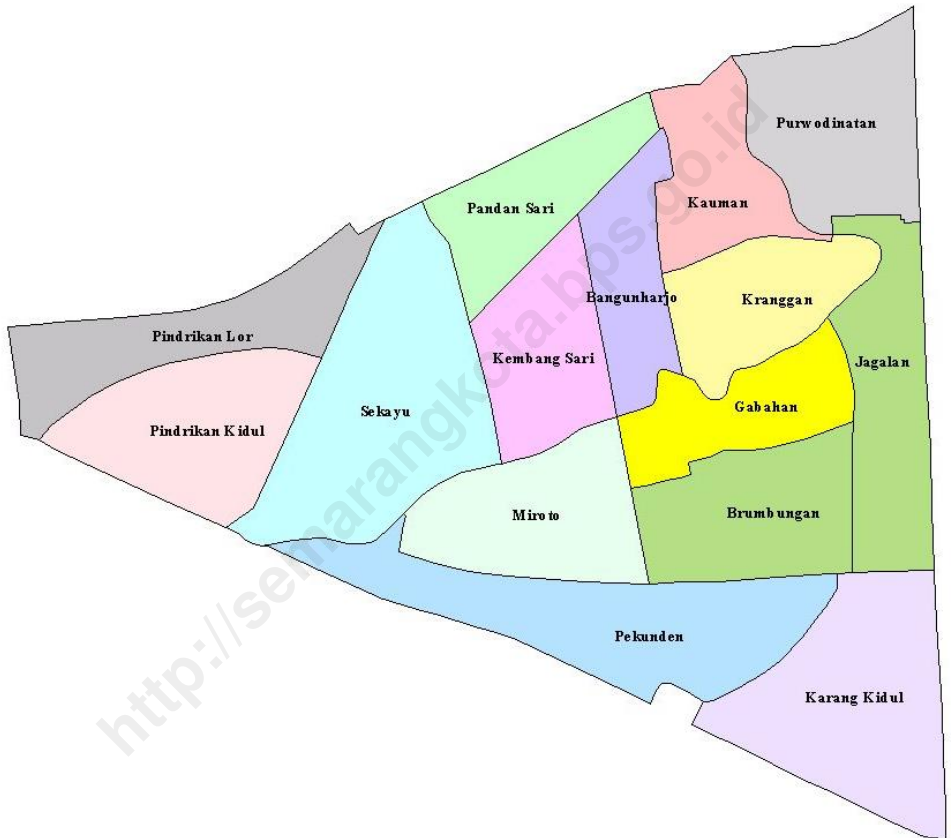 Purwodinatan
Kauman
Pandan Sari
Bangunharjo
Kranggan
Pindrikan Lor
Kembang Sari
Jagalan
Sekayu
Gabahan
Pindrikan Kidul
Miroto
Brumbungan
Pekunden
Karang Kidul
http://semarangkota.bps.go.id